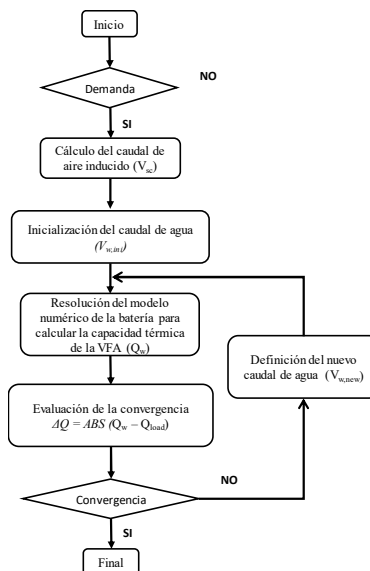 Inicio
NO
Demanda
SI
Cálculo del caudal de
aire inducido (Vsc)
Inicialización del caudal de agua
(Vw,ini)
Resolución del modelo
numérico de la batería para
calcular la capacidad térmica
de la VFA (Qw)
Definición del nuevo
caudal de agua (Vw,new)
Evaluación de la convergencia
ΔQ = ABS (Qw – Qload)
NO
Convergencia
SI
Final